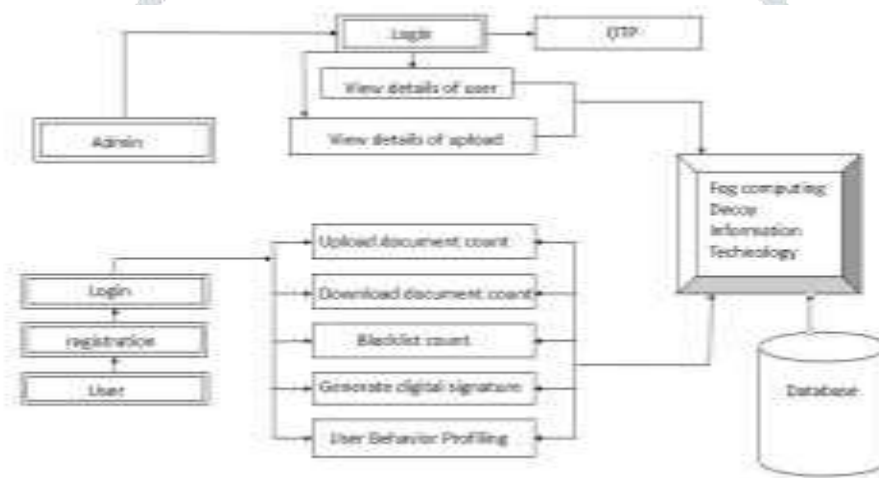 Login
OTP
View details of user
View details of upload
Admin
Fog computing
Decoy
Information
Technology
Upload document count
Download document count
Blacklist count
Generate digital signature
User Behavior Profiling
Login
registration
User
Database